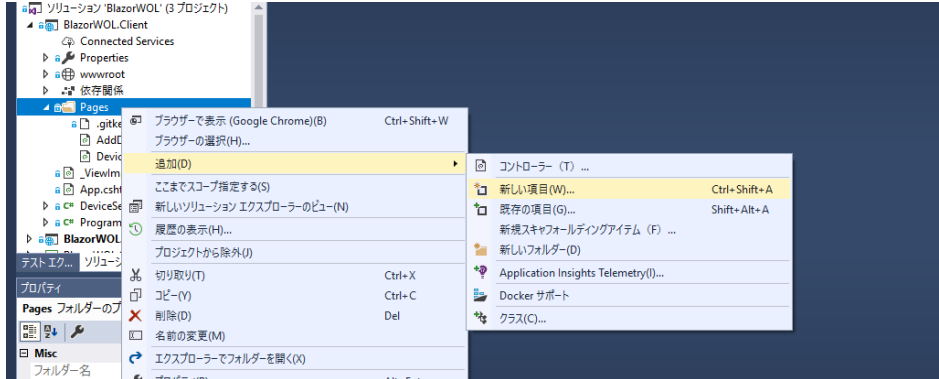 ソリューション 'BlazorWOL' (3 プロジェクト)
BlazorWOL.Client
Connected Services
Properties
wwwroot
依存関係
Pages
.gitke
AddD
Devic
_ViewIm
App.csht
DeviceSe
Program
BlazorWOL
テスト エク...
ソリューシ
プロパティ
Pages フォルダーのプ
Misc
フォルダー名
ブラウザーで表示 (Google Chrome)(B) Ctrl+Shift+W
ブラウザーの選択(H)...
追加(D)
ここまでスコープ指定する(S)
新しいソリューション エクスプローラーのビュー(N)
履歴の表示(H)...
プロジェクトから除外(J)
切り取り(T) Ctrl+X
コピー(Y) Ctrl+C
削除(D) Del
名前の変更(M)
エクスプローラーでフォルダーを開く(X)
コントローラー（T）...
新しい項目(W)... Ctrl+Shift+A
既存の項目(G)... Shift+Alt+A
新規スキャフォールディングアイテム（F）...
新しいフォルダー(D)
Application Insights Telemetry(I)...
Docker サポート
クラス(C)...